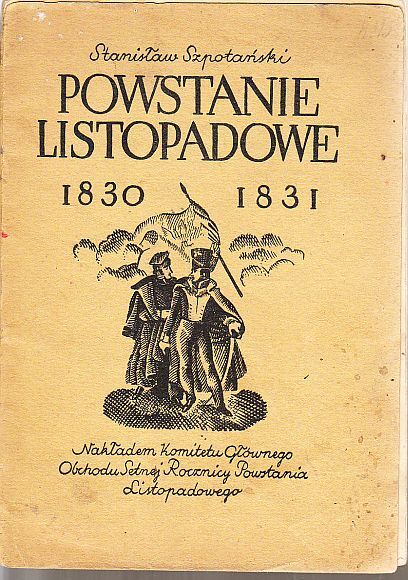 Stanisław Szpotański
POWSTANIE
LISTOPADOWE
1830 1831
Nakładem Komitetu Głównego
Obchodu Setnej Rocznicy Powstania
Listopadowego